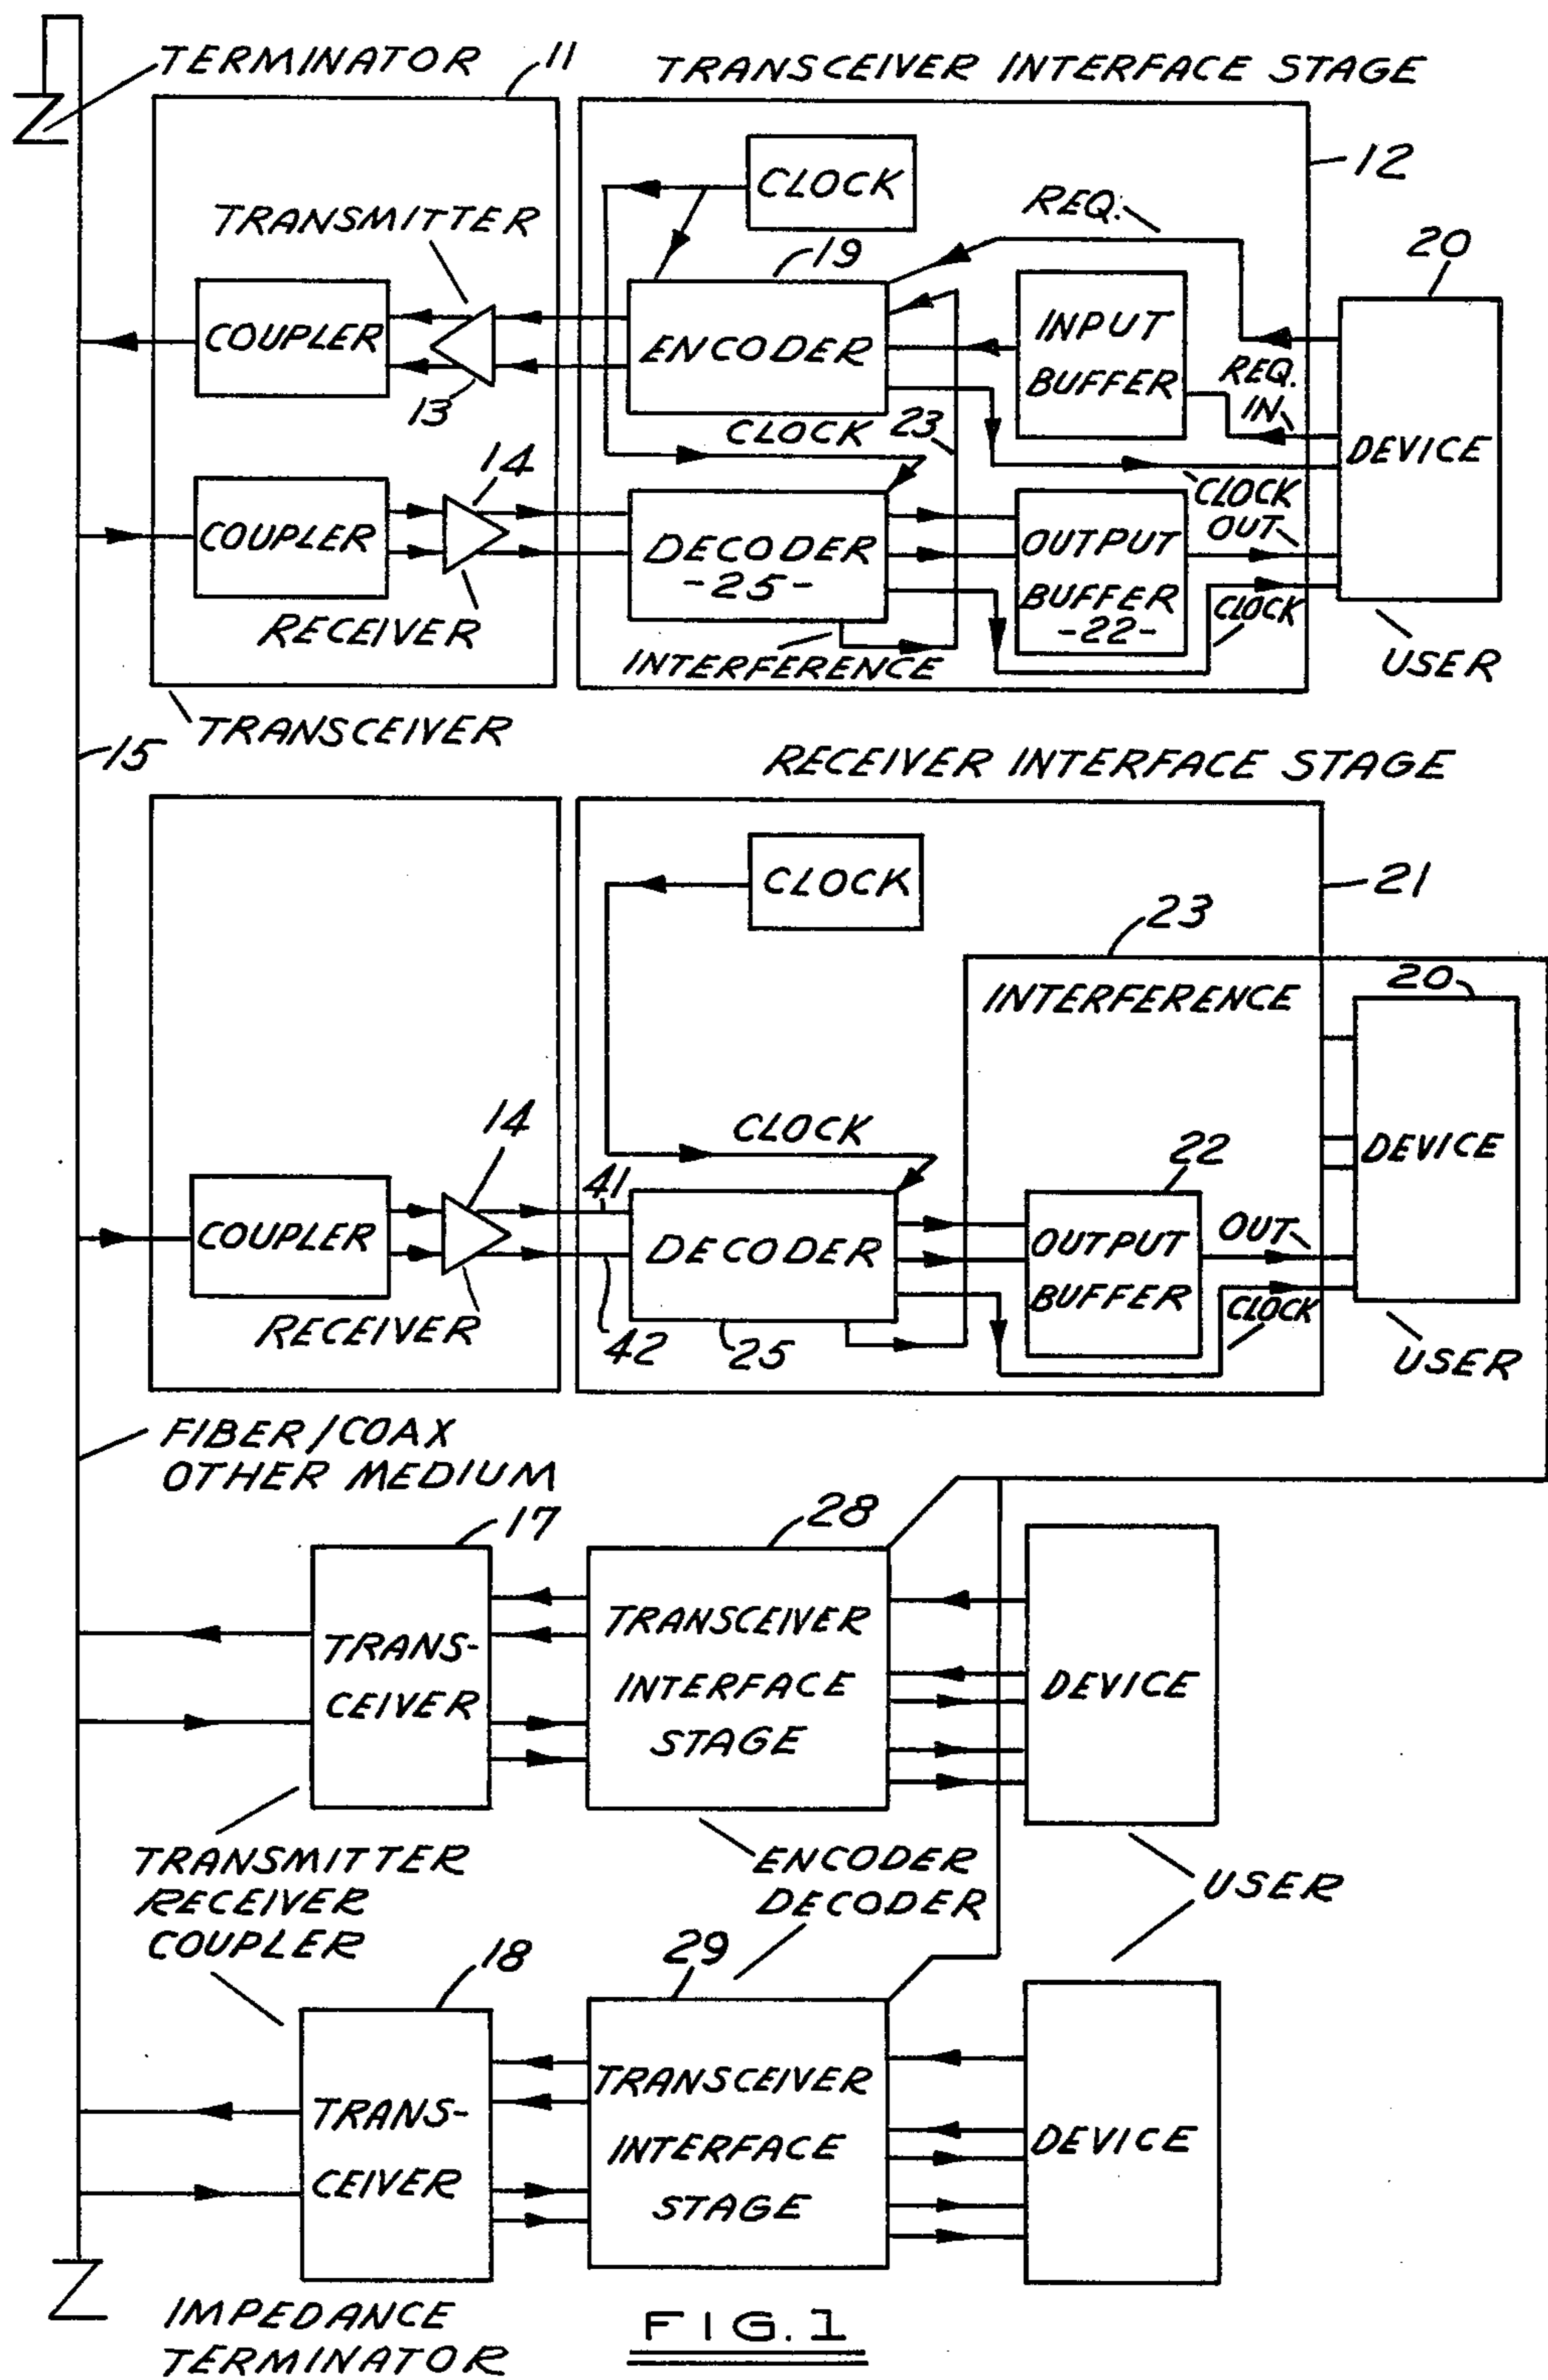 TERMINATOR
11
TRANSCEIVER INTERFACE STAGE
12
CLOCK
REQ.
TRANSMITTER
19
20
COUPLER
ENCODER
INPUT
BUFFER
REQ.
IN
13
CLOCK
23
DEVICE
14
CLOCK
OUT
COUPLER
DECODER
-25-
OUTPUT
BUFFER
-22-
CLOCK
RECEIVER
INTERFERENCE
USER
TRANSCEIVER
15
RECEIVER INTERFACE STAGE
CLOCK
21
23
INTERFERENCE
20
14
CLOCK
DEVICE
22
41
COUPLER
DECODER
OUTPUT
BUFFER
OUT
CLOCK
RECEIVER
42
25
USER
FIBER/COAX
OTHER MEDIUM
17
28
TRANS-
CEIVER
TRANSCEIVER
INTERFACE
STAGE
DEVICE
TRANSMITTER
RECEIVER
COUPLER
ENCODER
DECODER
USER
18
29
TRANS-
CEIVER
TRANSCEIVER
INTERFACE
STAGE
DEVICE
IMPEDANCE
TERMINATOR
FIG. 1